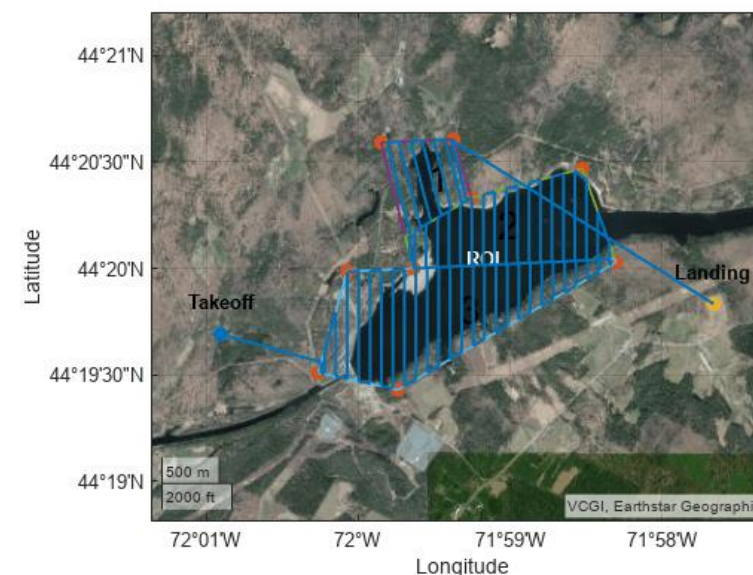 44°21'N
44°20'30"N
44°20'N
44°19'30"N
44°19'N
Latitude
1
2
ROI
3
Takeoff
Landing
500 m
2000 ft
VCGI, Earthstar Geographi
72°01'W
72°W
71°59'W
71°58'W
Longitude